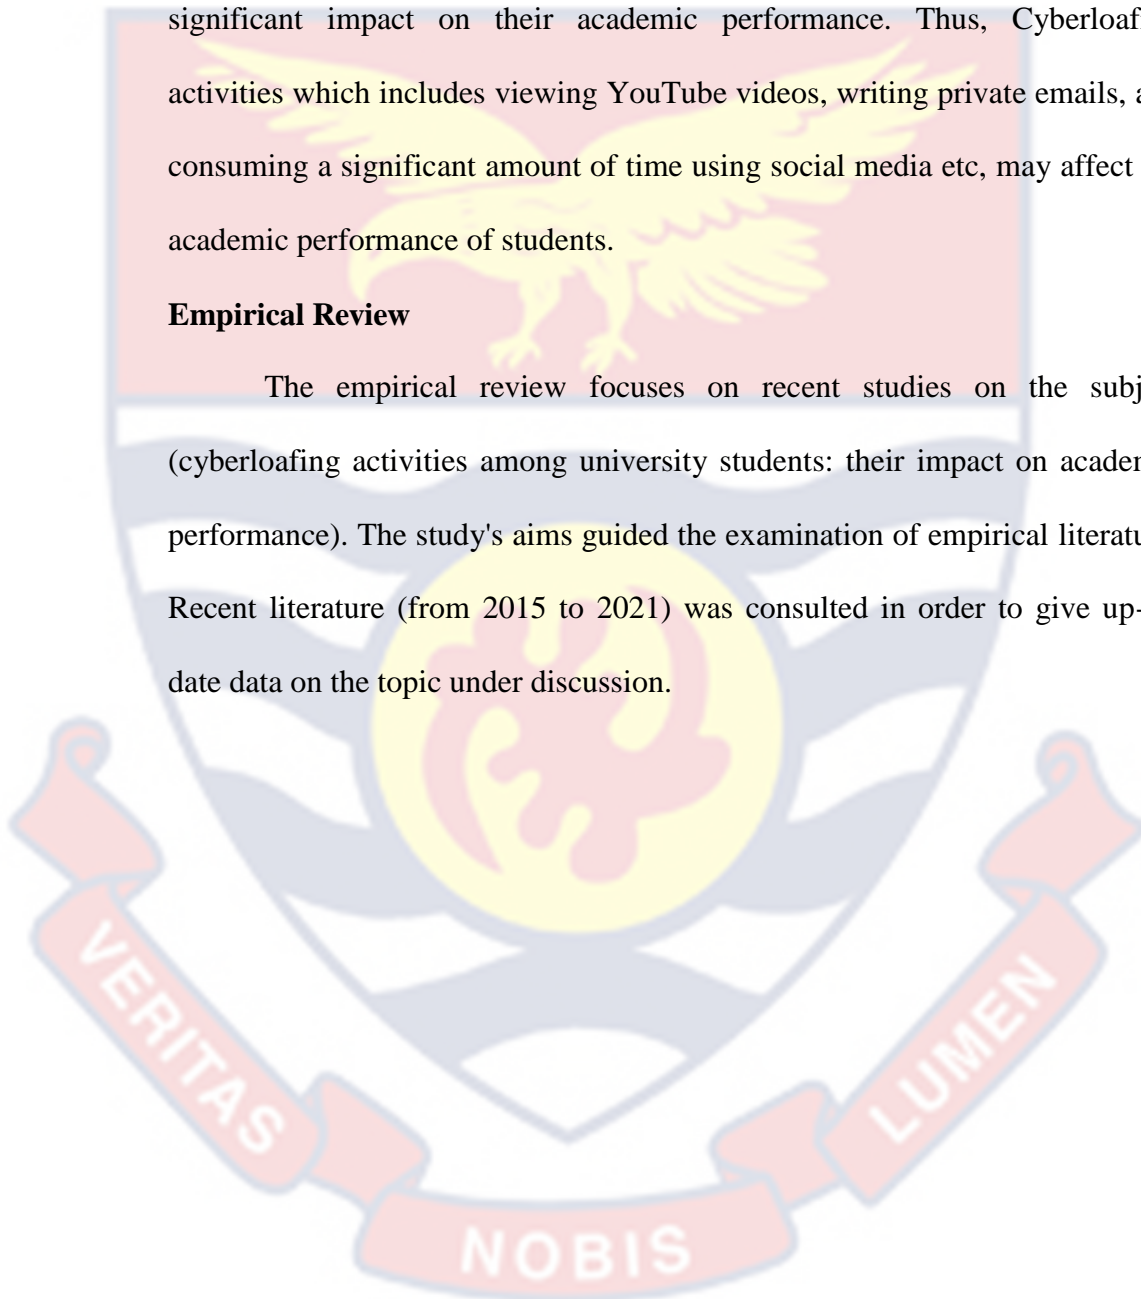 significant impact on their academic performance. Thus, Cyberloaf
activities which includes viewing YouTube videos, writing private emails, a
consuming a significant amount of time using social media etc, may affect
academic performance of students.
Empirical Review
The empirical review focuses on recent studies on the subj
(cyberloafing activities among university students: their impact on academ
performance). The study's aims guided the examination of empirical literatu
Recent literature (from 2015 to 2021) was consulted in order to give up-
date data on the topic under discussion.
VERITAS
NOBIS
LUMEN